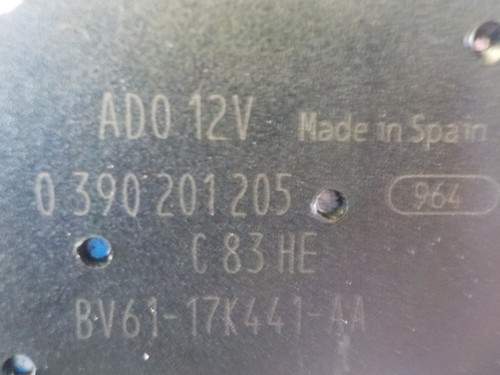 ADO 12V Made in Spain
0 390 201 205 964
C 83 HE
BV61-17K441-AA